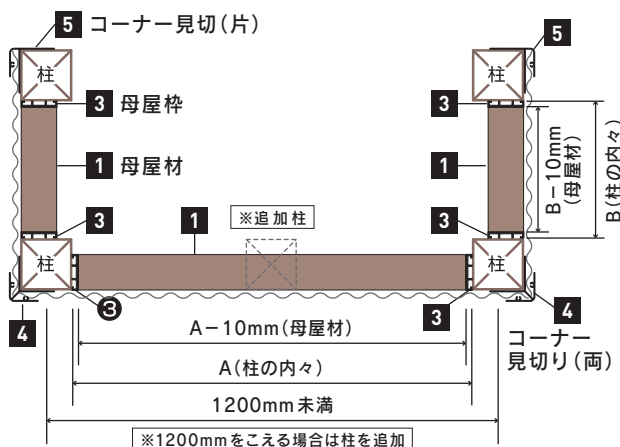 5 コーナー見切(片)
5
柱
柱
3 母屋枠
3
1 母屋材
1
B−10mm
(母屋材)
B(柱の内々)
3
1
※追加柱
3
柱
柱
3
3
4
4
コーナー
見切り(両)
A−10mm(母屋材)
A(柱の内々)
1200mm未満
※1200mmをこえる場合は柱を追加